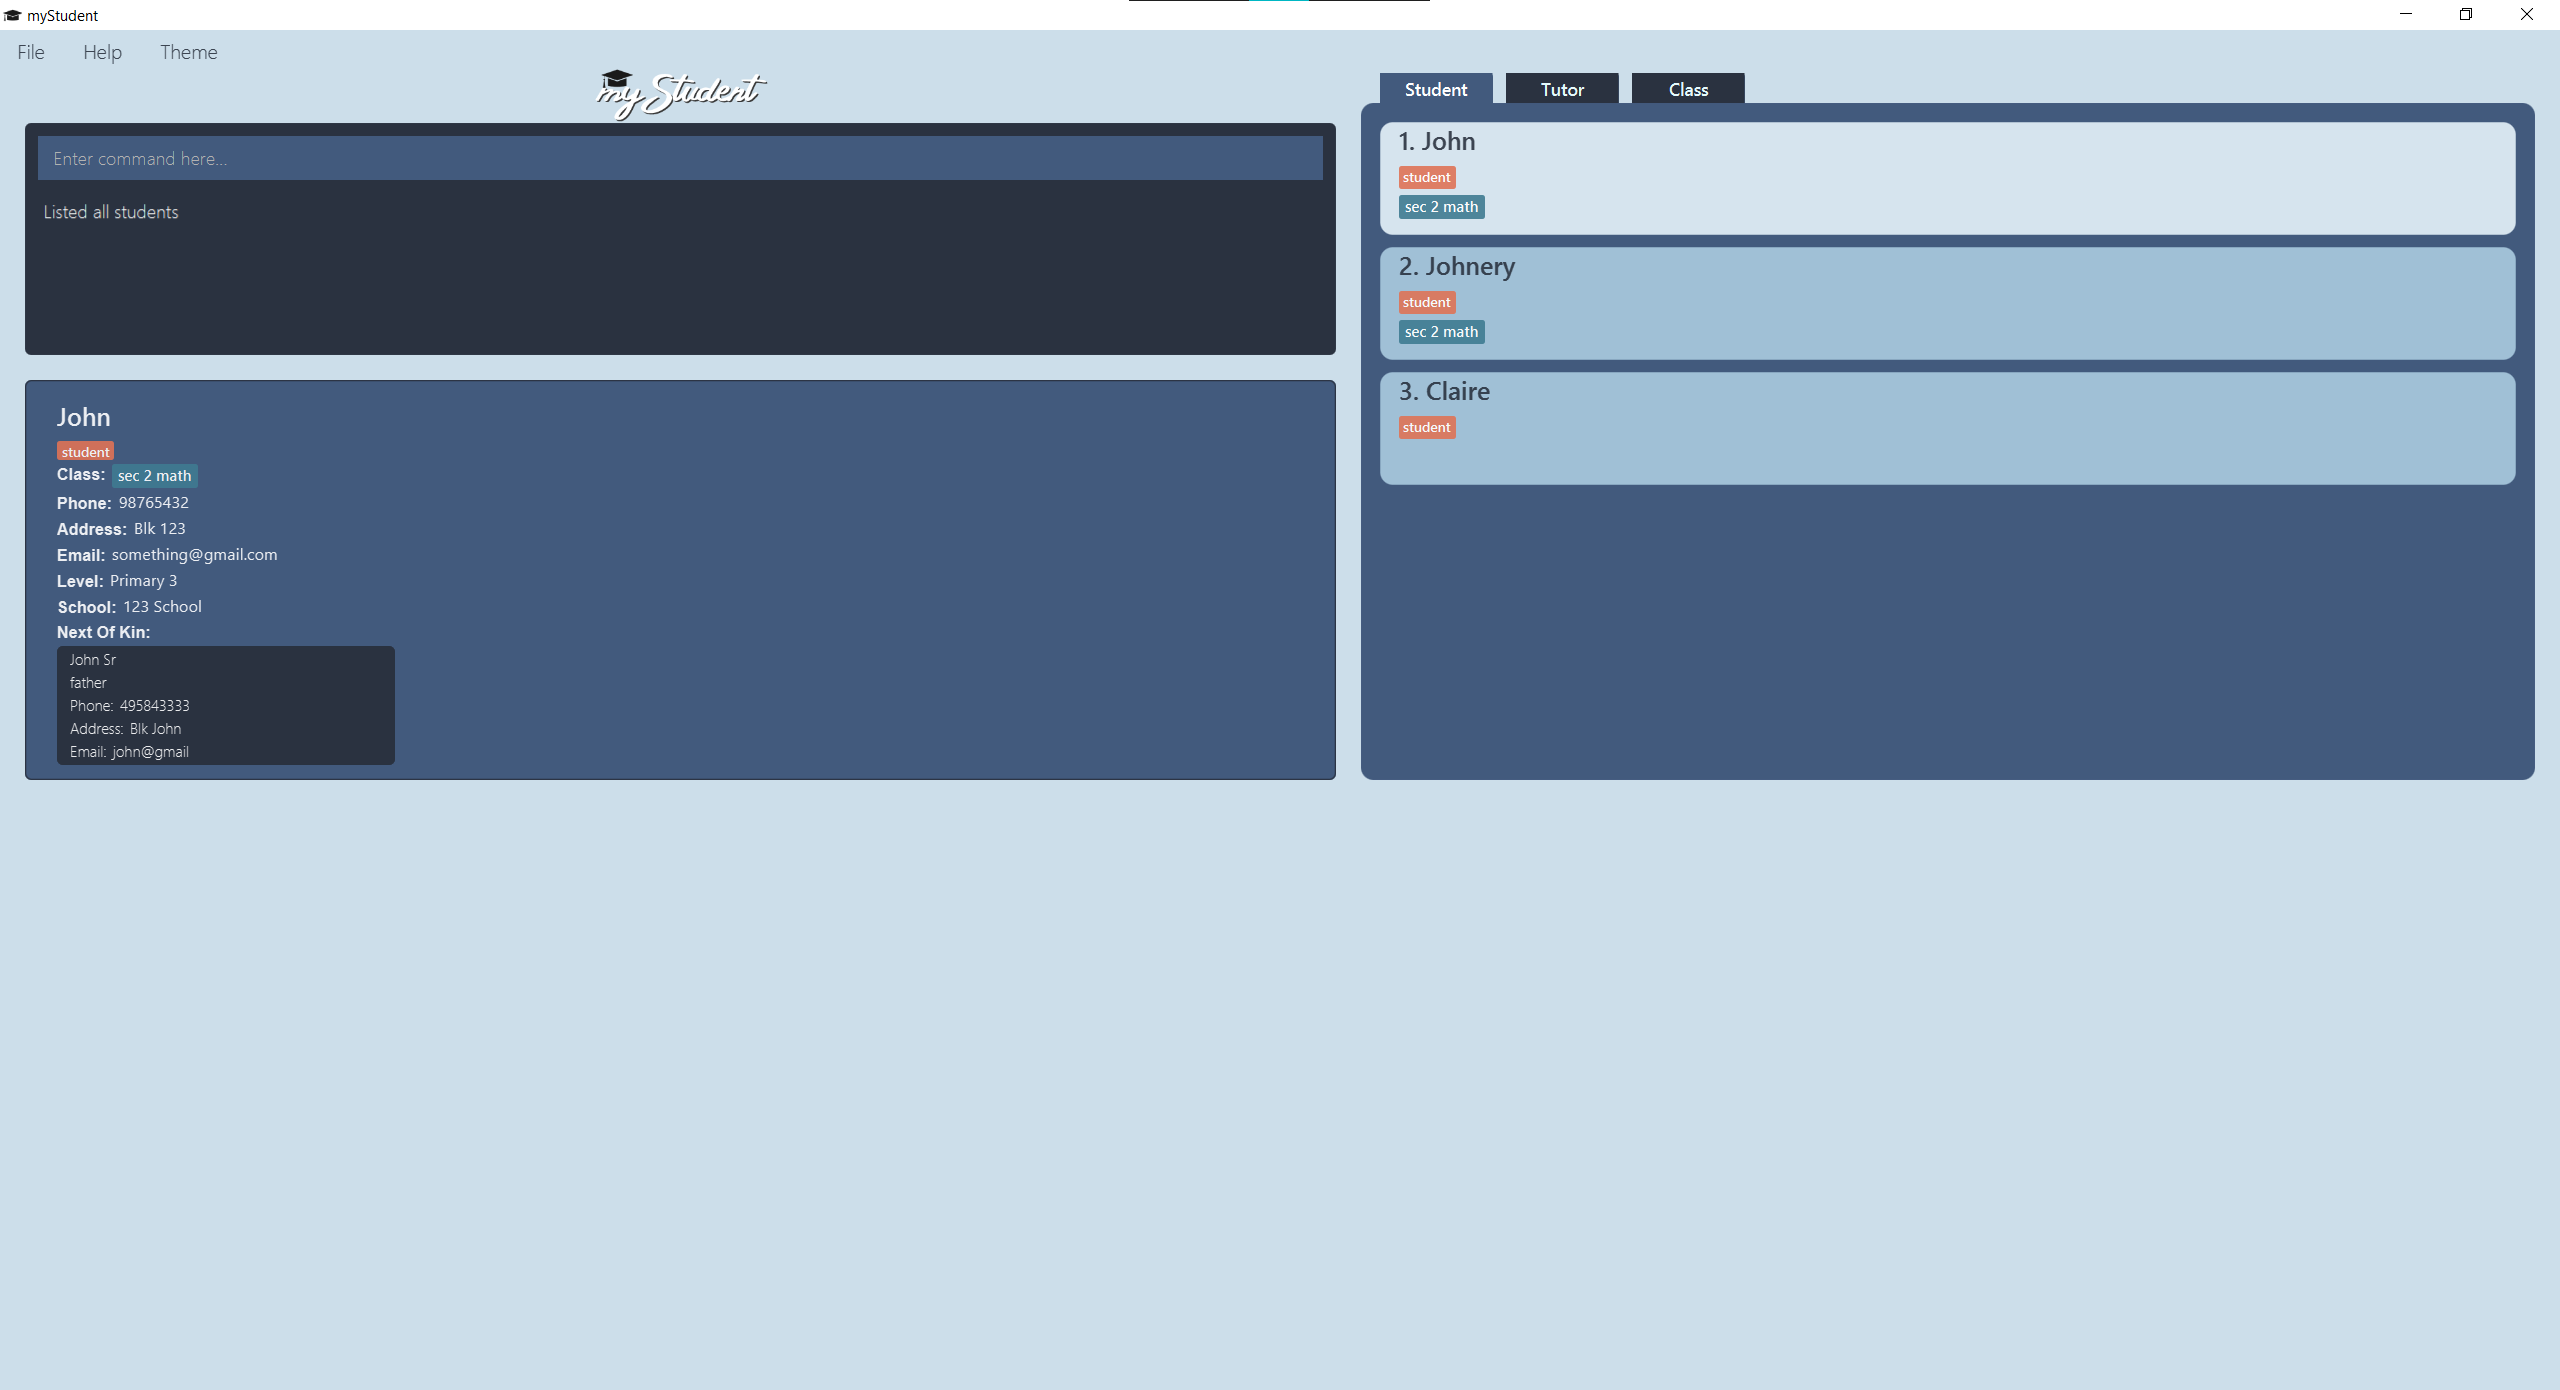 myStudent
File Help Theme
myStudent
Enter command here...
Listed all students
John
student
Class: sec 2 math
Phone: 98765432
Address: Blk 123
Email: something@gmail.com
Level: Primary 3
School: 123 School
Next Of Kin:
John Sr
father
Phone: 495843333
Address: Blk John
Email: john@gmail
Student Tutor Class
1. John
student
sec 2 math
2. Johnery
student
sec 2 math
3. Claire
student